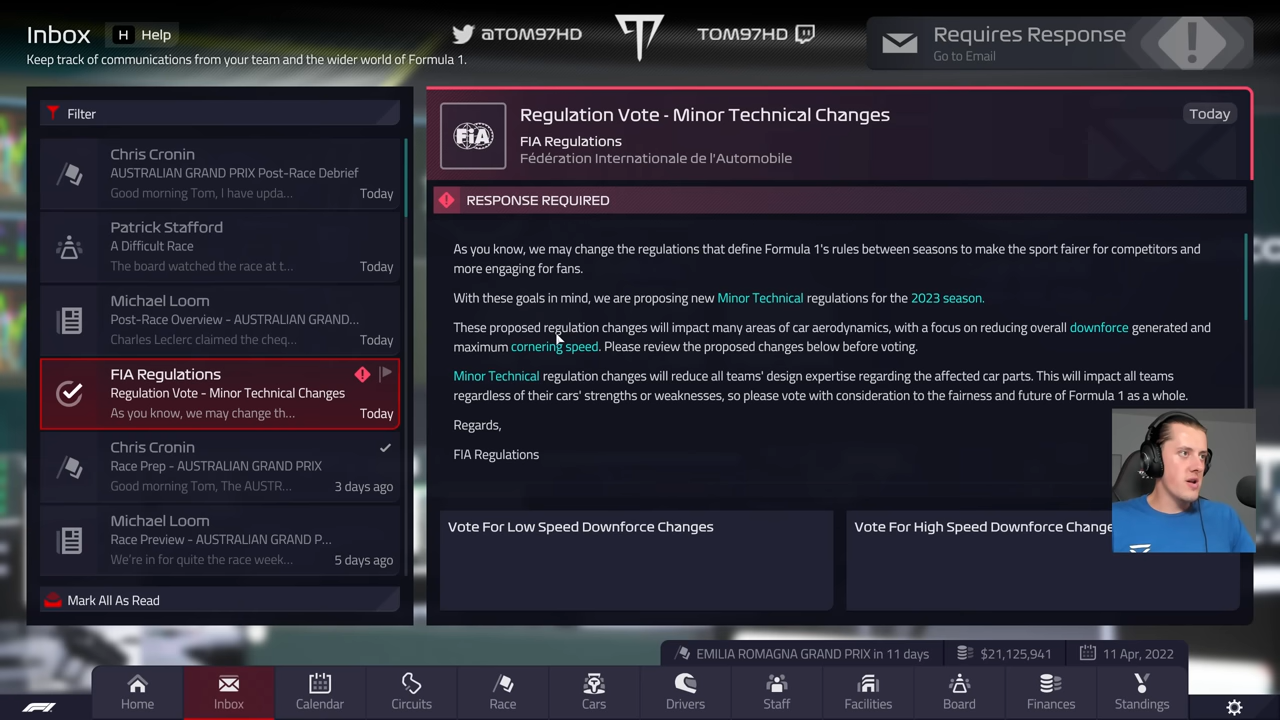 Inbox
H Help
Keep track of communications from your team and the wider world of Formula 1.
@TOM97HD
TOM97HD
Requires Response
Go to Email
Filter
Chris Cronin
AUSTRALIAN GRAND PRIX Post-Race Debrief
Good morning Tom, I have upda...
Today
Patrick Stafford
A Difficult Race
The board watched the race at t...
Today
Michael Loom
Post-Race Overview - AUSTRALIAN GRAND...
Charles Leclerc claimed the cheq...
Today
FIA Regulations
Regulation Vote - Minor Technical Changes
As you know, we may change th...
Today
Chris Cronin
Race Prep - AUSTRALIAN GRAND PRIX
Good morning Tom, The AUSTR...
3 days ago
Michael Loom
Race Preview - AUSTRALIAN GRAND P...
We're in for quite the race week...
5 days ago
Mark All As Read
FIA
Regulation Vote - Minor Technical Changes
Today
FIA Regulations
Fédération Internationale de l'Automobile
RESPONSE REQUIRED
As you know, we may change the regulations that define Formula 1's rules between seasons to make the sport fairer for competitors and
more engaging for fans.
With these goals in mind, we are proposing new Minor Technical regulations for the 2023 season.
These proposed regulation changes will impact many areas of car aerodynamics, with a focus on reducing overall downforce generated and
maximum cornering speed. Please review the proposed changes below before voting.
Minor Technical regulation changes will reduce all teams' design expertise regarding the affected car parts. This will impact all teams
regardless of their cars' strengths or weaknesses, so please vote with consideration to the fairness and future of Formula 1 as a whole.
Regards,
FIA Regulations
Vote For Low Speed Downforce Changes
Vote For High Speed Downforce Change
EMILIA ROMAGNA GRAND PRIX in 11 days
$21,125,941
11 Apr, 2022
Home
Inbox
Calendar
Circuits
Race
Cars
Drivers
Staff
Facilities
Board
Finances
Standings